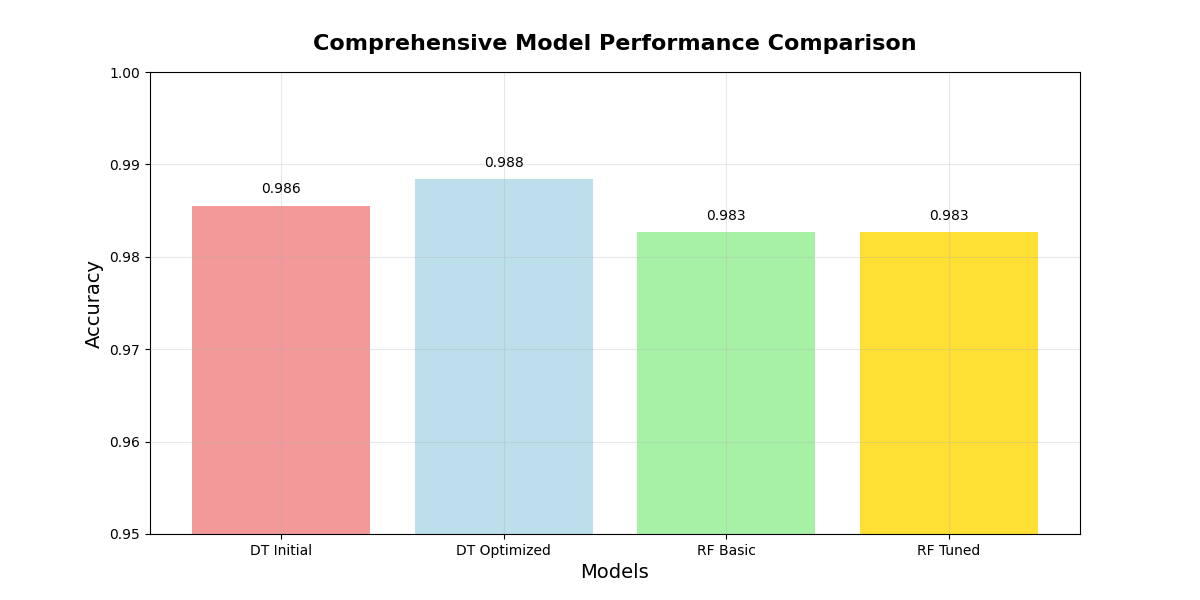 Comprehensive Model Performance Comparison
1.00
0.99
0.98
0.97
0.96
0.95
Accuracy
0.986
0.988
0.983
0.983
DT Initial
DT Optimized
RF Basic
RF Tuned
Models